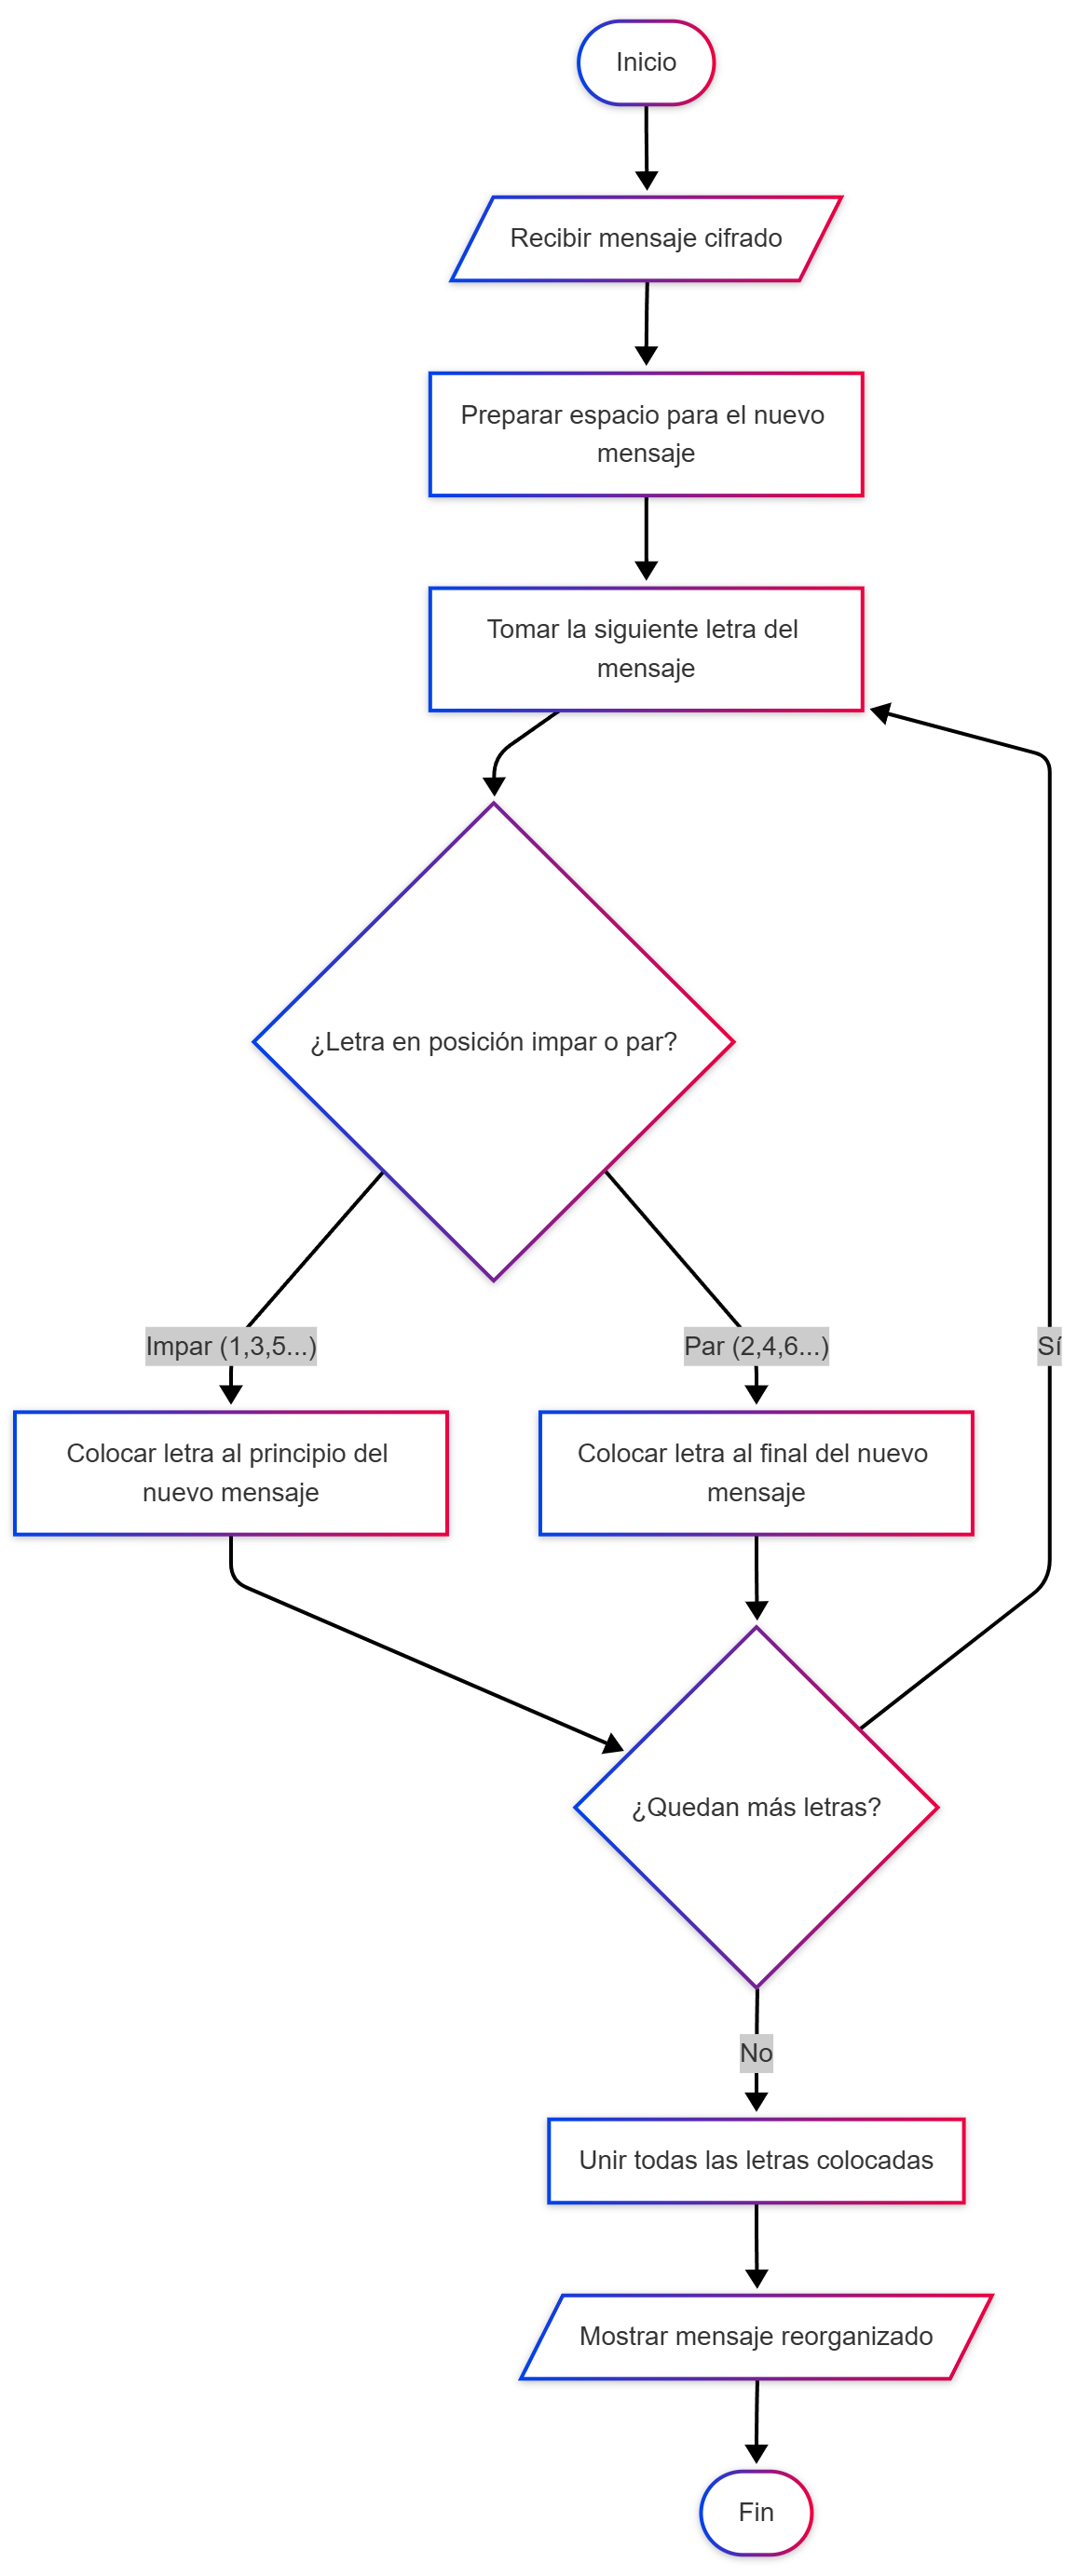 Inicio
Recibir mensaje cifrado
Preparar espacio para el nuevo
mensaje
Tomar la siguiente letra del
mensaje
¿Letra en posición impar o par?
Impar (1,3,5...)
Par (2,4,6...)
Sí
Colocar letra al principio del
nuevo mensaje
Colocar letra al final del nuevo
mensaje
¿Quedan más letras?
No
Unir todas las letras colocadas
Mostrar mensaje reorganizado
Fin